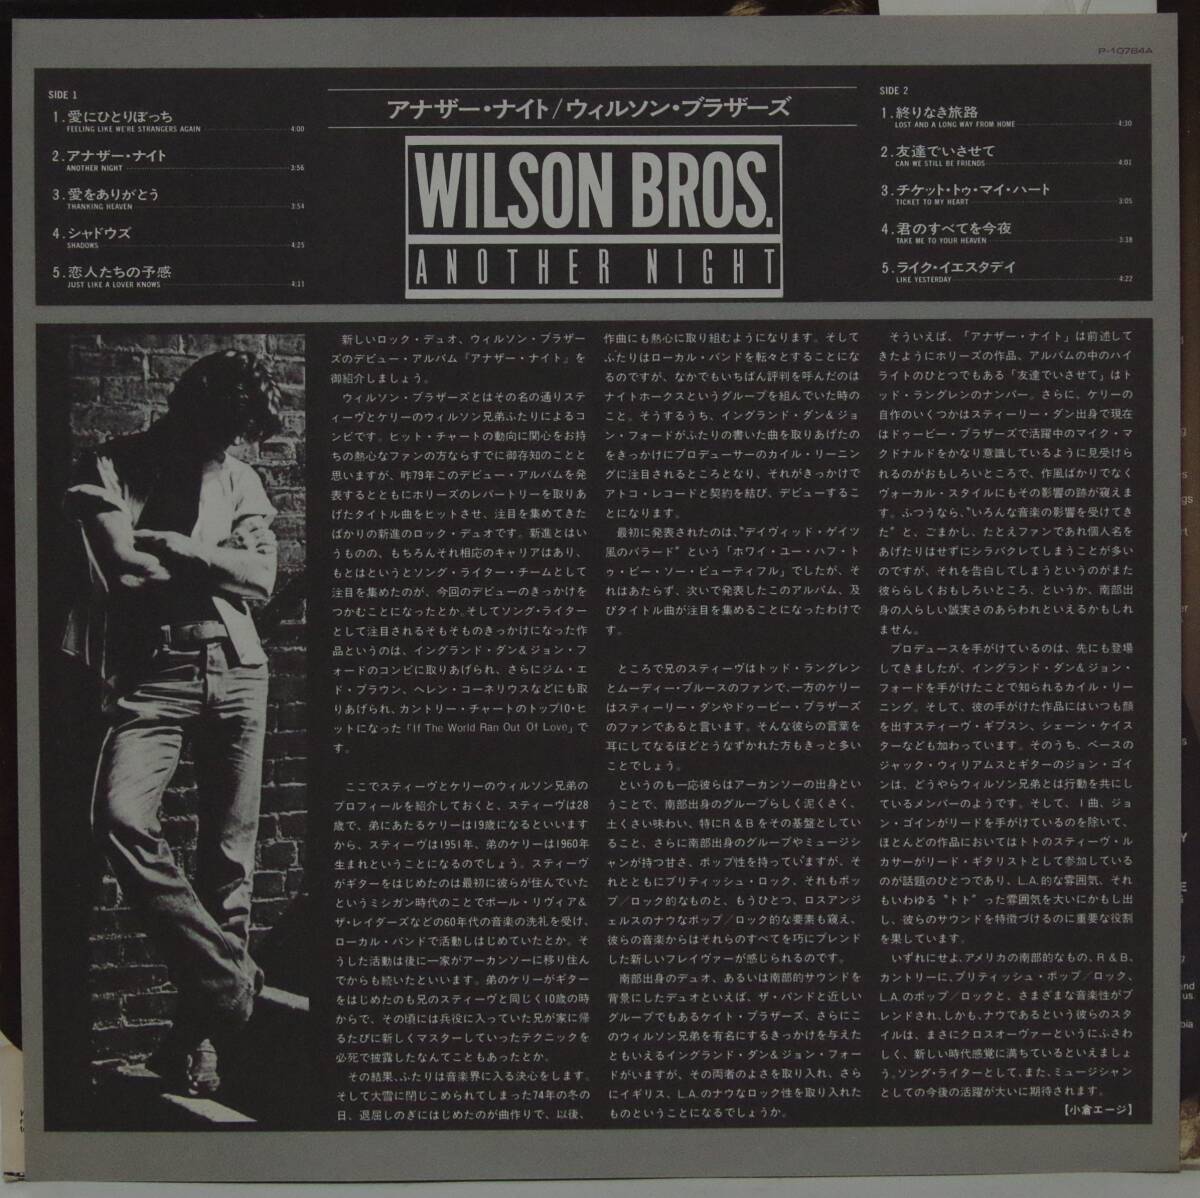 P-10784A
SIDE 1
1.愛にひとりぼっち
FEELING LIKE WE'RE STRANGERS AGAIN 4:00
2.アナザー・ナイト
ANOTHER NIGHT 3:56
3.愛をありがとう
THANKING HEAVEN 3:54
4.シャドウズ
SHADOWS 4:25
5.恋人たちの予感
JUST LIKE A LOVER KNOWS 4:11
アナザー・ナイト/ウィルソン・ブラザーズ
WILSON BROS.
ANOTHER NIGHT
SIDE 2
1.終りなき旅路
LOST AND A LONG WAY FROM HOME 4:30
2.友達でいさせて
CAN WE STILL BE FRIENDS 4:01
3.チケット・トゥ・マイ・ハート
TICKET TO MY HEART 3:05
4.君のすべてを今夜
TAKE ME TO YOUR HEAVEN 3:38
5.ライク・イエスタデイ
LIKE YESTERDAY 4:22
新しいロック・デュオ、ウィルソン・ブラザー
ズのデビュー・アルバム『アナザー・ナイト』を
御紹介しましょう。
ウィルソン・ブラザーズとはその名の通りスティ
ーヴとケリーのウィルソン兄弟ふたりによるコ
ンビです。ヒット・チャートの動向に関心をお持
ちの熱心なファンの方ならすでに御存知のことと
思いますが、昨79年このデビュー・アルバムを発
表するとともにホリーズのレパートリーを取りあ
げたタイトル曲をヒットさせ、注目を集めてきた
ばかりの新進のロック・デュオです。新進とはい
うものの、もちろんそれ相応のキャリアはあり、
もとはというとソング・ライター・チームとして
注目を集めたのが、今回のデビューのきっかけを
つかむことになったとか。そしてソング・ライター
として注目されるそもそものきっかけになった作
品というのは、イングランド・ダン&ジョン・フ
ォードのコンビに取りあげられ、さらにジム・エ
ド・ブラウン、ヘレン・コーネリウスなどにも取
りあげられ、カントリー・チャートのトップ10・ヒ
ットになった「If The World Ran Out Of Love」で
す。
ここでスティーヴとケリーのウィルソン兄弟の
プロフィールを紹介しておくと、スティーヴは28
歳で、弟にあたるケリーは19歳になるといいます
から、スティーヴは1951年、弟のケリーは1960年
生まれということになるのでしょう。スティーヴ
がギターをはじめたのは最初に彼らが住んでいた
というミシガン時代のことでポール・リヴィア&
ザ・レイダーズなどの60年代の音楽の洗礼を受け、
ローカル・バンドで活動しはじめていたとか。そ
うした活動は後に一家がアーカンソーに移り住ん
でからも続いたといいます。弟のケリーがギター
をはじめたのも兄のスティーヴと同じく10歳の時
からで、その頃には兵役に入っていた兄が家に帰
るたびに新しくマスターしていったテクニックを
必死で披露したなんてこともあったとか。
その結果、ふたりは音楽界に入る決心をします。
そして大雪に閉じこめられてしまった74年の冬の
日、退屈しのぎにはじめたのが曲作りで、以後、
作曲にも熱心に取り組むようになります。そして
ふたりはローカル・バンドを転々とすることにな
るのですが、なかでもいちばん評判を呼んだのは
ナイトホークスというグループを組んでいた時の
こと。そうするうち、イングランド・ダン&ジョ
ン・フォードがふたりの書いた曲を取りあげたの
をきっかけにプロデューサーのカイル・リーニン
グに注目されるところとなり、それがきっかけで
アトコ・レコードと契約を結び、デビューするこ
とになります。
最初に発表されたのは、“デイヴィッド・ゲイツ
風のバラード”という「ホワイ・ユー・ハフ・ト
ゥ・ビー・ソー・ビューティフル」でしたが、そ
れはあたらず、次いで発表したこのアルバム、及
びタイトル曲が注目を集めることになったわけで
す。
ところで兄のスティーヴはトッド・ラングレン
とムーディー・ブルースのファンで、一方のケリー
はスティーリー・ダンやドゥービー・ブラザーズ
のファンであると言います。そんな彼らの言葉を
耳にしてなるほどとうなずかれた方もきっと多い
ことでしょう。
というのも一応彼らはアーカンソーの出身とい
うことで、南部出身のグループらしく泥くさく、
土くさい味わい、特にR&Bをその基盤としてい
ること、さらに南部出身のグループやミュージシ
ャンが持つ甘さ、ポップ性を持っていますが、そ
れとともにブリティッシュ・ロック、それもポッ
プ/ロック的なものと、もうひとつ、ロスアンジ
ェルスのナウなポップ/ロック的な要素も窺え、
彼らの音楽からはそれらのすべてを巧にブレンド
した新しいフレイヴァーが感じられるのです。
南部出身のデュオ、あるいは南部的サウンドを
背景にしたデュオといえば、ザ・バンドと近しい
グループでもあるケイト・ブラザーズ、さらにこ
のウィルソン兄弟を有名にするきっかけを与えた
ともいえるイングランド・ダン&ジョン・フォー
ドがいますが、その両者のよさを取り入れ、さら
にイギリス、L.A.のナウなロック性を取り入れた
ものということになるでしょうか。
そういえば、「アナザー・ナイト」は前述して
きたようにホリーズの作品、アルバムの中のハイ
ライトのひとつでもある「友達でいさせて」はト
ッド・ラングレンのナンバー。さらに、ケリーの
自作のいくつかはスティーリー・ダン出身で現在
はドゥービー・ブラザーズで活躍中のマイク・マ
クドナルドをかなり意識しているように見受けら
れるのがおもしろいところで、作風ばかりでなく
ヴォーカル・スタイルにもその影響の跡が窺えま
す。ふつうなら、“いろんな音楽の影響を受けてき
た”と、ごまかし、たとえファンであれ個人名を
あげたりはせずにシラバクレてしまうことが多い
のですが、それを告白してしまうというのがまた
彼ららしくおもしろいところ、というか、南部出
身の人らしい誠実さのあらわれといえるかもしれ
ません。
プロデュースを手がけているのは、先にも登場
してきましたが、イングランド・ダン&ジョン・
フォードを手がけたことで知られるカイル・リー
ニング。そして、彼の手がけた作品にはいつも顔
を出すスティーヴ・ギブスン、シェーン・ケイス
ターなども加わっています。そのうち、ベースの
ジャック・ウィリアムスとギターのジョン・ゴイ
ンは、どうやらウィルソン兄弟とは行動を共にし
ているメンバーのようです。そして、1曲、ジョ
ン・ゴインがリードを手がけているのを除いて、
ほとんどの作品においてはトトのスティーヴ・ル
カサーがリード・ギタリストとして参加している
のが話題のひとつであり、L.A.的な雰囲気、それ
もいわゆる“トト”った雰囲気を大いにかもし出
し、彼らのサウンドを特徴づけるのに重要な役割
を果しています。
いずれにせよ、アメリカの南部的なもの、R&B、
カントリーに、ブリティッシュ・ポップ/ロック、
L.A.のポップ/ロックと、さまざまな音楽性がブ
レンドされ、しかも、ナウであるという彼らのスタ
イルは、まさにクロスオーヴァーというにふさわ
しく、新しい時代感覚に満ちているといえましょ
う。ソング・ライターとして、また、ミュージシャン
としての今後の活躍が大いに期待されます。
【小倉エージ】